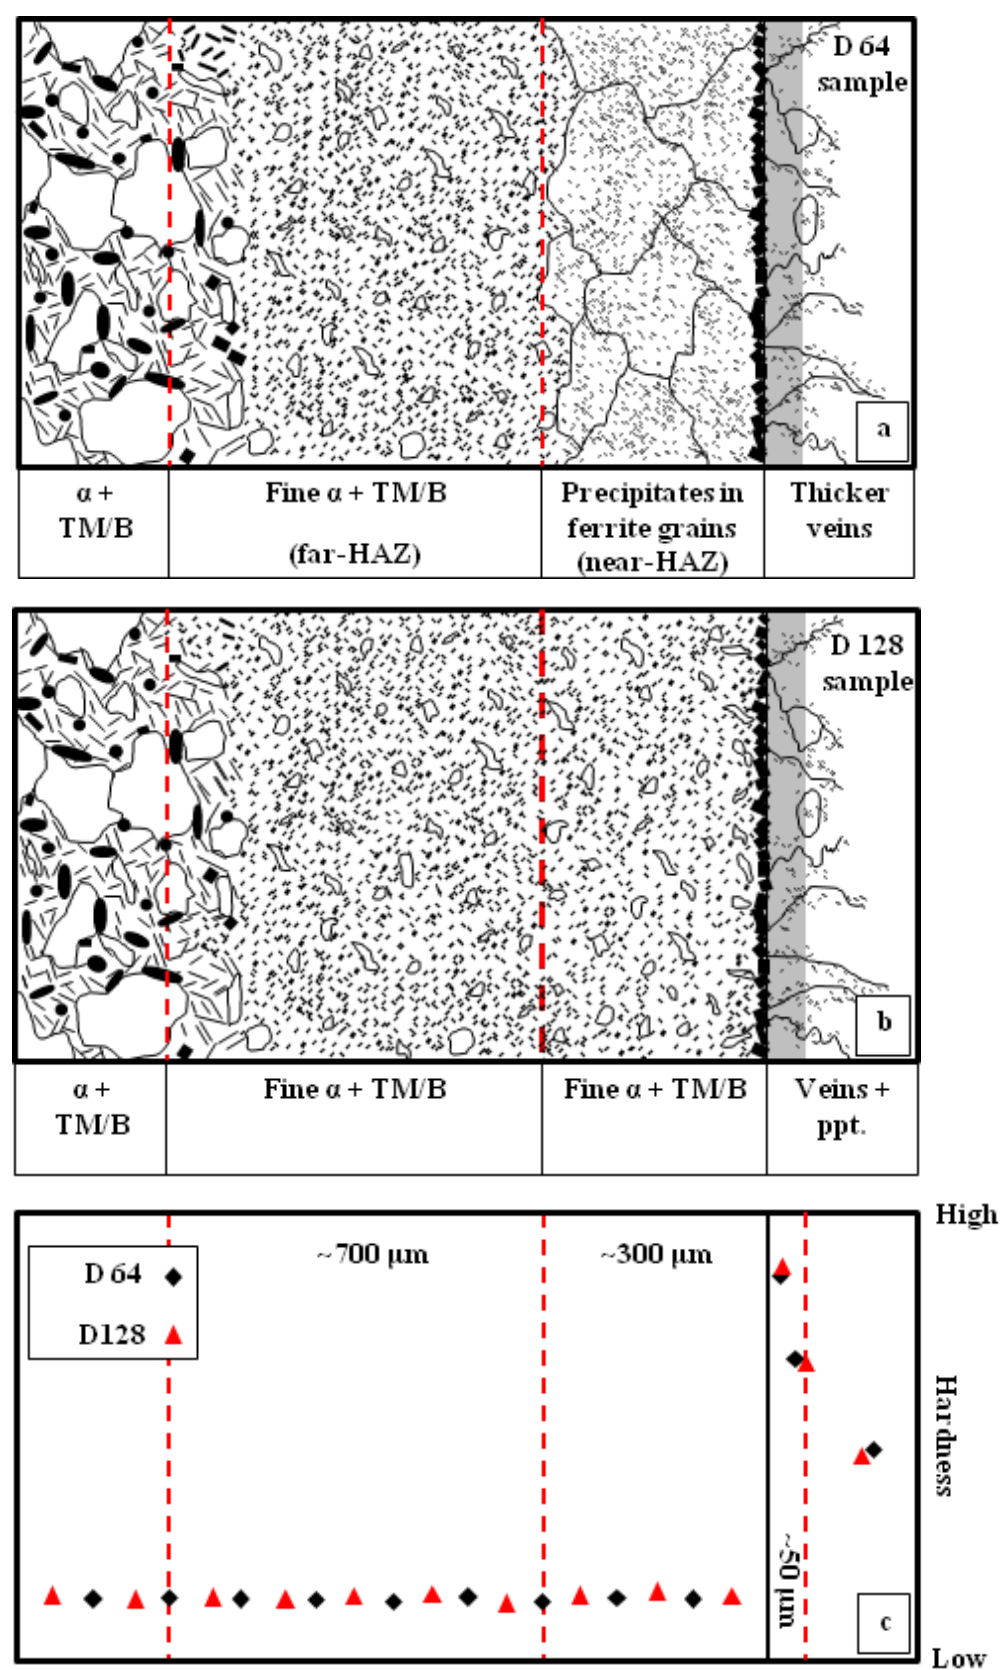 D 64
sample
a
α +
TM/B
Fine α + TM/B
(far-HAZ)
Precipitates in
ferrite grains
(near-HAZ)
Thicker
veins
D 128
sample
b
α +
TM/B
Fine α + TM/B
Fine α + TM/B
Veins +
ppt.
High
~700 μm
~300 μm
D 64
D128
Hardness
~50 μm
c
Low